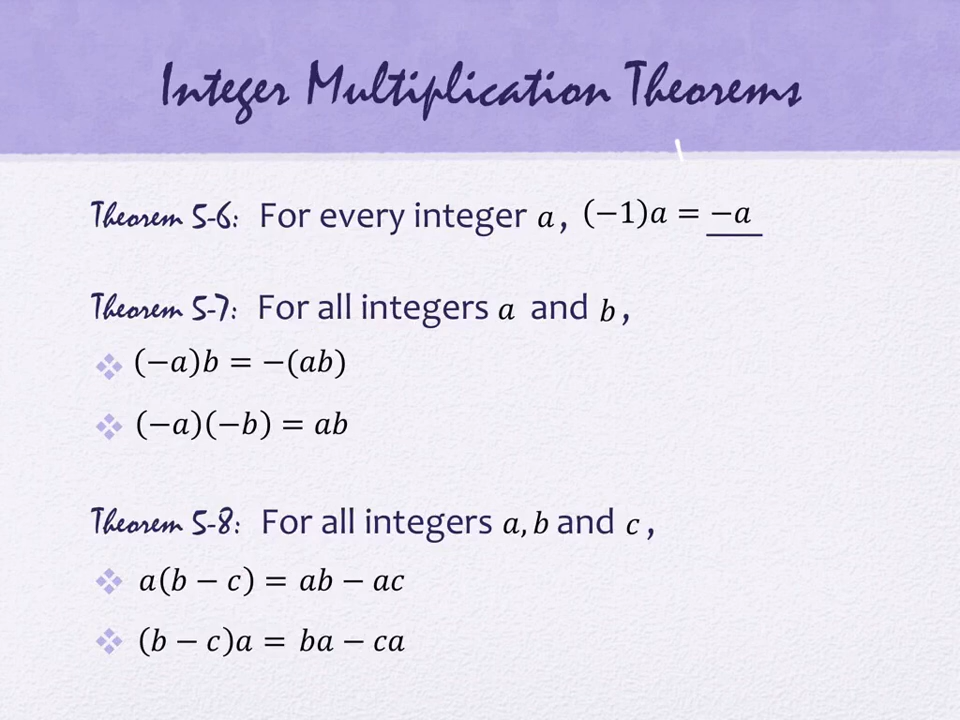 Integer Multiplication Theorems
Theorem 5-6: For every integer a, (−1)a = −a
Theorem 5-7: For all integers a and b,
(−a)b = −(ab)
(−a)(−b) = ab
Theorem 5-8: For all integers a, b and c,
a(b − c) = ab − ac
(b − c)a = ba − ca